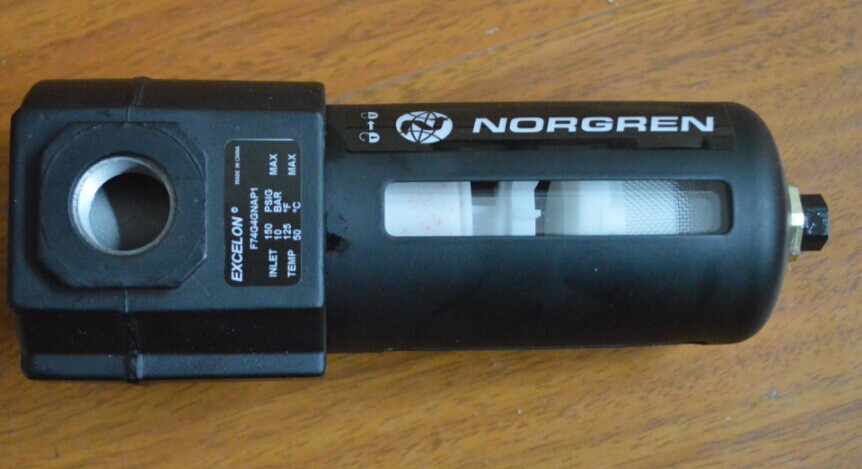 NORGREN
EXCELON ®
MADE IN CHINA
F74G4GNAP1
INLET 150 PSIG MAX
10 BAR
TEMP 125 °F MAX
50 °C